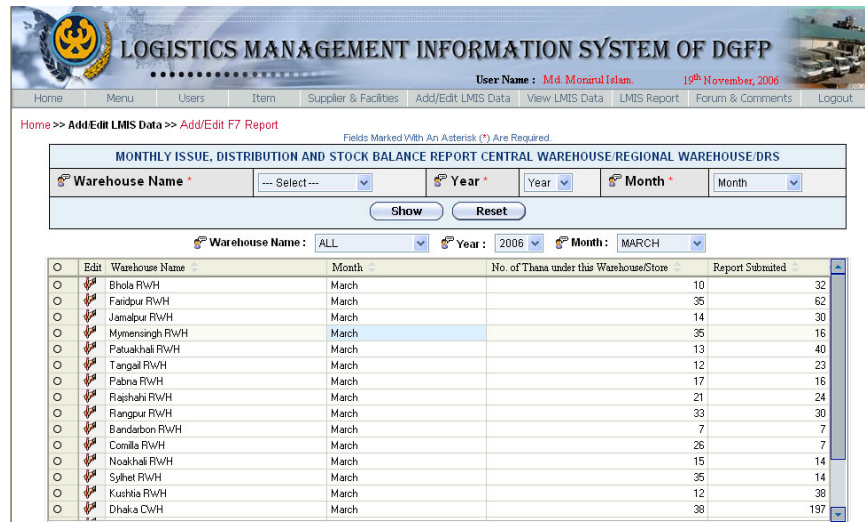 LOGISTICS MANAGEMENT INFORMATION SYSTEM OF DGFP
User Name : Md. Monirul Islam. 19th November, 2006
Home Menu Users Item Supplier & Facilities Add/Edit LMIS Data View LMIS Data LMIS Report Forum & Comments Logout
Home >> Add/Edit LMIS Data >> Add/Edit F7 Report
Fields Marked With An Asterisk (*) Are Required.
MONTHLY ISSUE, DISTRIBUTION AND STOCK BALANCE REPORT CENTRAL WAREHOUSE/REGIONAL WAREHOUSE/DRS
Warehouse Name * --- Select --- Year * Year Month * Month
Show Reset
Warehouse Name : ALL Year : 2006 Month : MARCH
Edit Warehouse Name Month No. of Thana under this Warehouse/Store Report Submited
Bhola RWH March 10 32
Faridpur RWH March 35 62
Jamalpur RWH March 14 30
Mymensingh RWH March 35 16
Patuakhali RWH March 13 40
Tangail RWH March 12 23
Pabna RWH March 17 16
Rajshahi RWH March 21 24
Rangpur RWH March 33 30
Bandarbon RWH March 7 7
Comilla RWH March 26 7
Noakhali RWH March 15 14
Sylhet RWH March 35 14
Kushtia RWH March 12 38
Dhaka CWH March 38 197